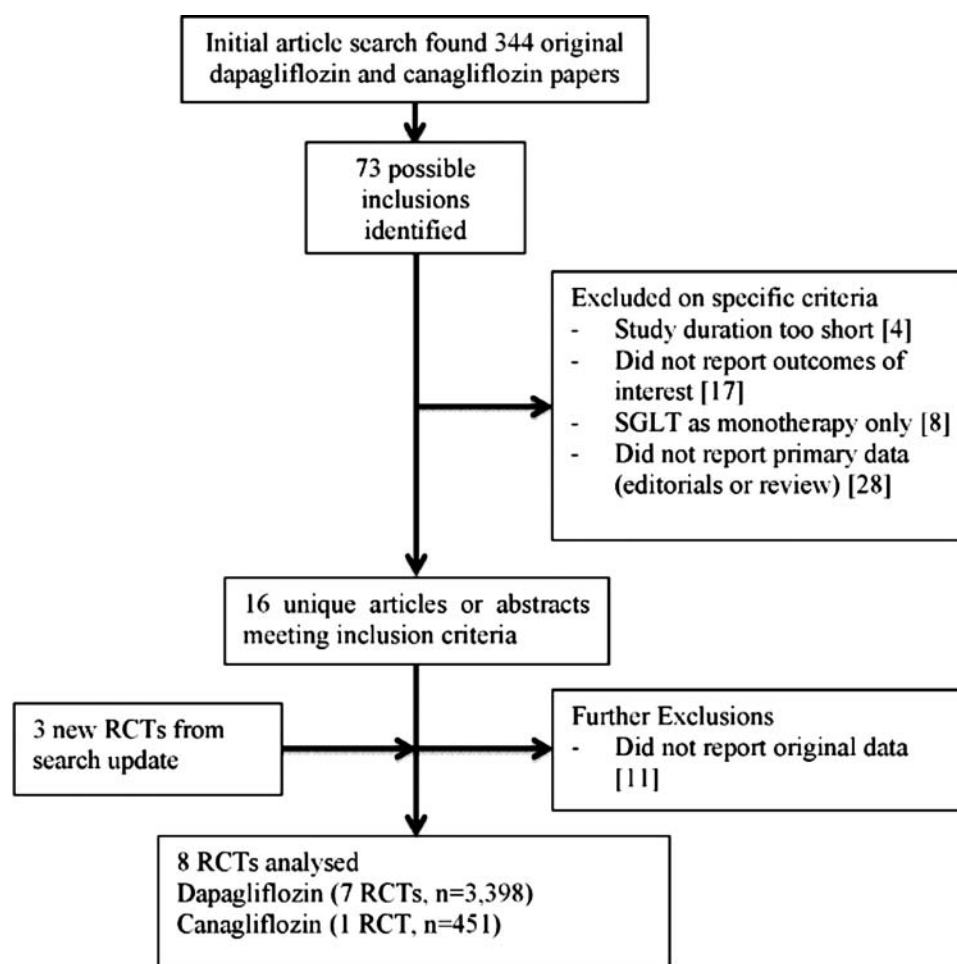 Initial article search found 344 original
dapagliflozin and canagliflozin papers
73 possible
inclusions
identified
Excluded on specific criteria
- Study duration too short [4]
- Did not report outcomes of
interest [17]
- SGLT as monotherapy only [8]
- Did not report primary data
(editorials or review) [28]
16 unique articles or abstracts
meeting inclusion criteria
3 new RCTs from
search update
Further Exclusions
- Did not report original data
[11]
8 RCTs analysed
Dapagliflozin (7 RCTs, n=3,398)
Canagliflozin (1 RCT, n=451)